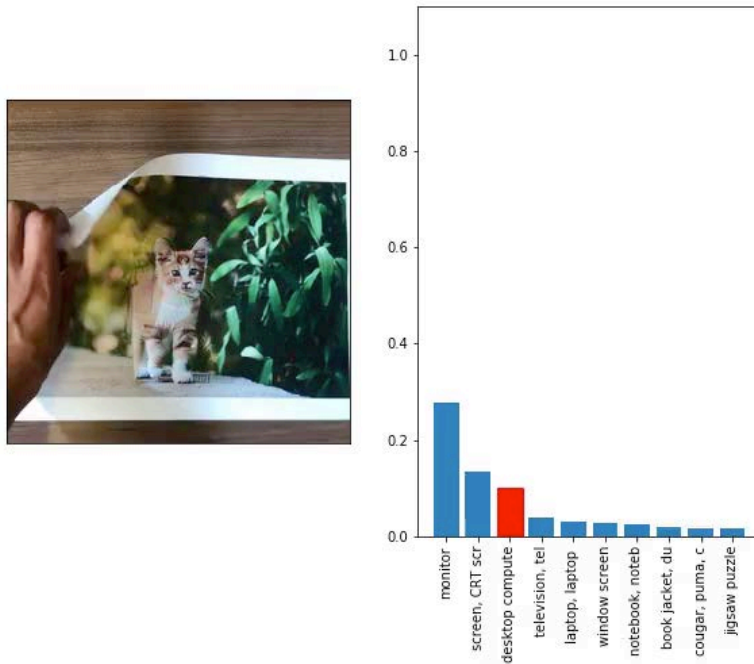 1.0
0.8
0.6
0.4
0.2
0.0
monitor
screen, CRT scr
desktop compute
television, tel
laptop, laptop
window screen
notebook, noteb
book jacket, du
cougar, puma, c
jigsaw puzzle